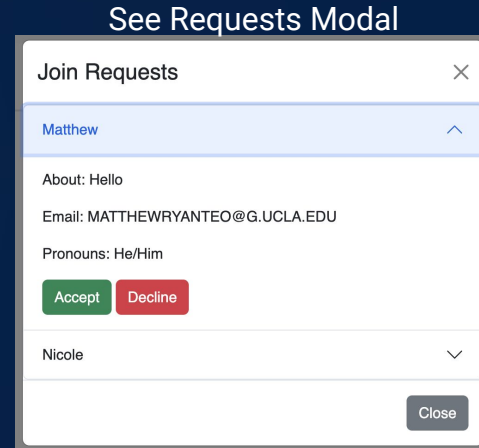 See Requests Modal
Join Requests
Matthew
About: Hello
Email: MATTHEWRYANTEO@G.UCLA.EDU
Pronouns: He/Him
Accept Decline
Nicole
Close